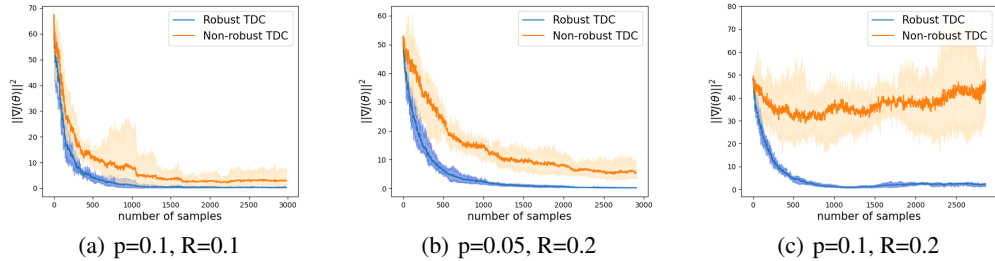 70
60
50
40
30
20
10
0
||∇J(θ)||²
Robust TDC
Non-robust TDC
0 500 1000 1500 2000 2500 3000
number of samples
(a) p=0.1, R=0.1
60
50
40
30
20
10
0
||∇J(θ)||²
Robust TDC
Non-robust TDC
0 500 1000 1500 2000 2500 3000
number of samples
(b) p=0.05, R=0.2
80
70
60
50
40
30
20
10
0
||∇J(θ)||²
Robust TDC
Non-robust TDC
0 500 1000 1500 2000 2500
number of samples
(c) p=0.1, R=0.2